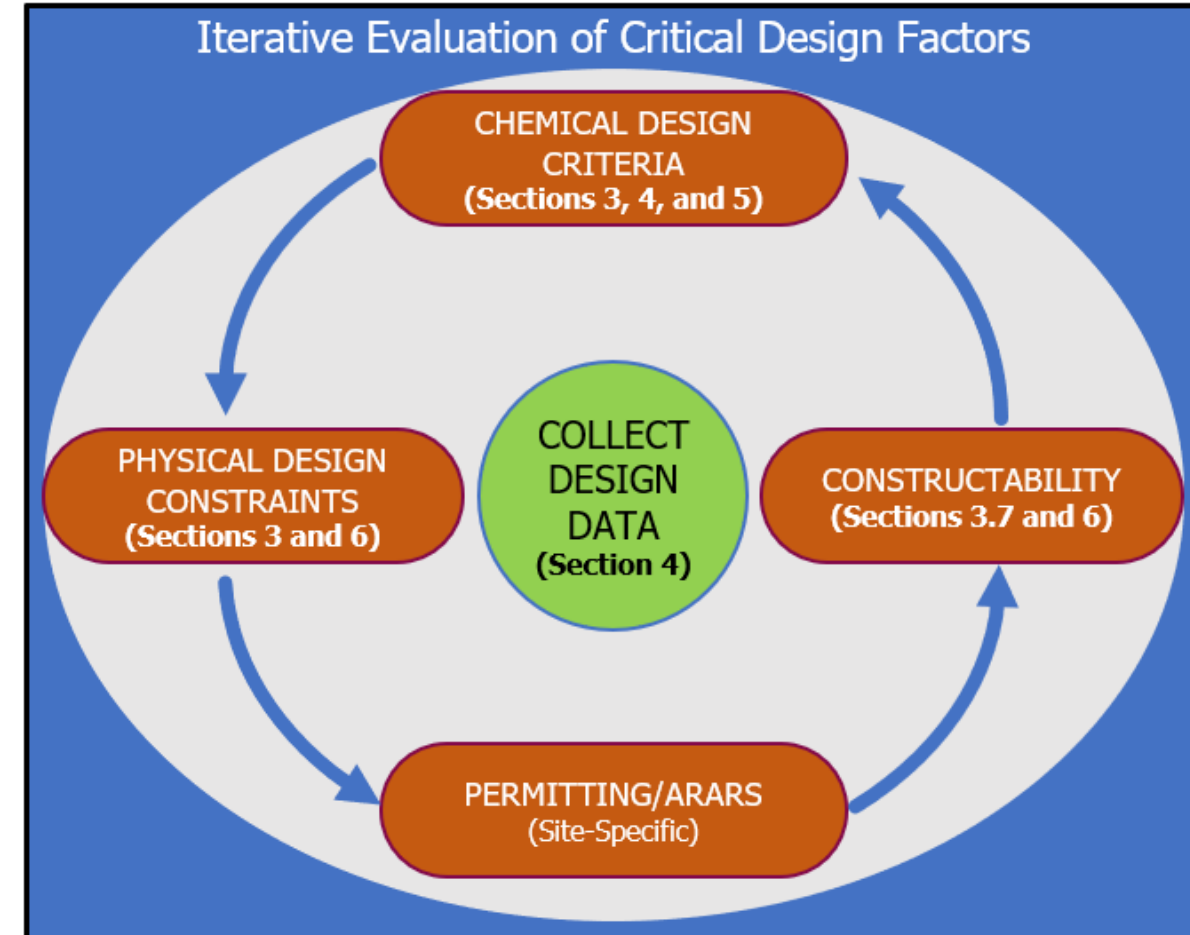 Iterative Evaluation of Critical Design Factors
CHEMICAL DESIGN
CRITERIA
(Sections 3, 4, and 5)
PHYSICAL DESIGN
CONSTRAINTS
(Sections 3 and 6)
COLLECT
DESIGN
DATA
(Section 4)
CONSTRUCTABILITY
(Sections 3.7 and 6)
PERMITTING/ARARS
(Site-Specific)